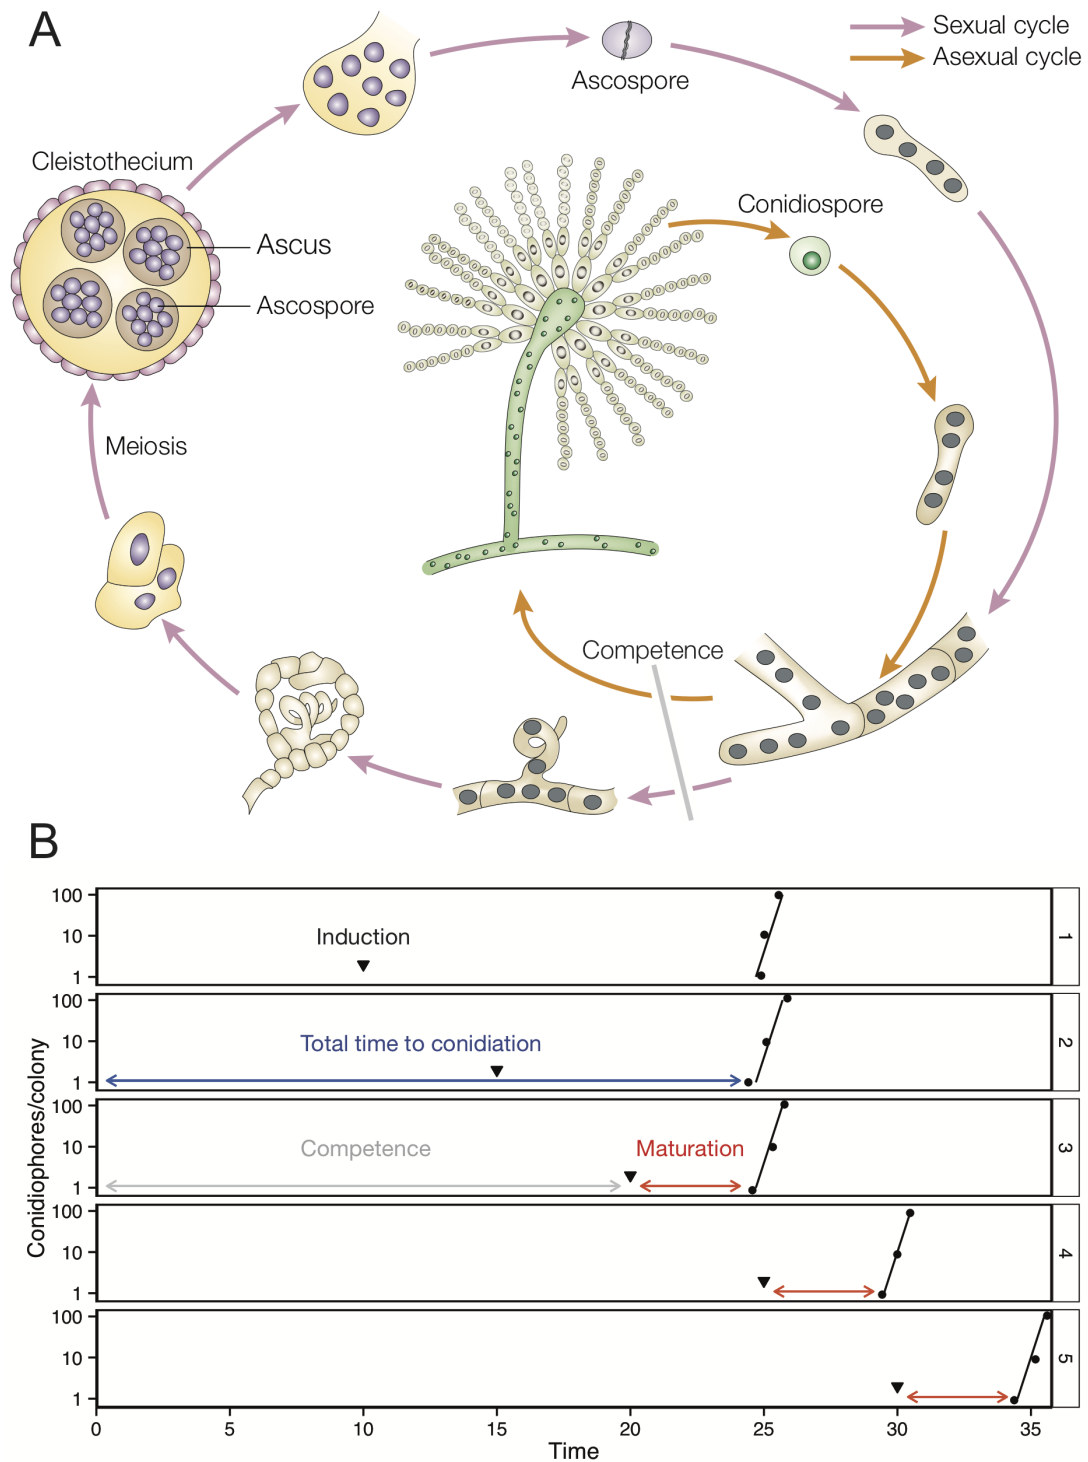 A
Sexual cycle
Asexual cycle
Ascospore
Cleistothecium
Conidiospore
Ascus
Ascospore
Meiosis
Competence
B
Conidiophores/colony
100
10
1
Induction
1
100
10
1
Total time to conidiation
2
100
10
1
Competence
Maturation
3
100
10
1
4
100
10
1
5
0 5 10 15 20 25 30 35
Time